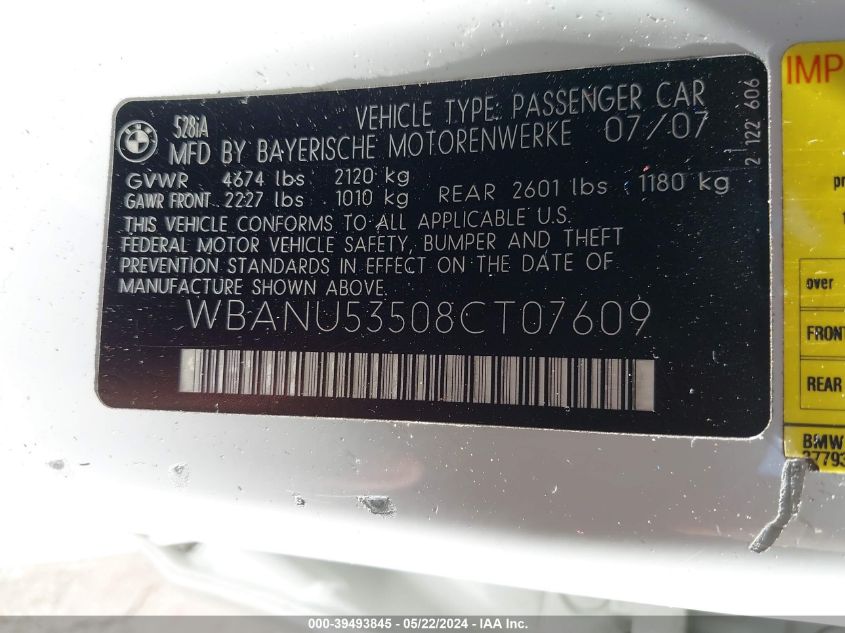 528iA
VEHICLE TYPE: PASSENGER CAR
MFD BY BAYERISCHE MOTORENWERKE 07/07
GVWR 4674 lbs 2120 kg
GAWR FRONT 2227 lbs 1010 kg REAR 2601 lbs 1180 kg
THIS VEHICLE CONFORMS TO ALL APPLICABLE U.S.
FEDERAL MOTOR VEHICLE SAFETY, BUMPER AND THEFT
PREVENTION STANDARDS IN EFFECT ON THE DATE OF
MANUFACTURE SHOWN ABOVE.
WBANU53508CT07609
2 122 606
IMP
pr
over
FRONT
REAR
BMW
000-39493845 - 05/22/2024 - IAA Inc.